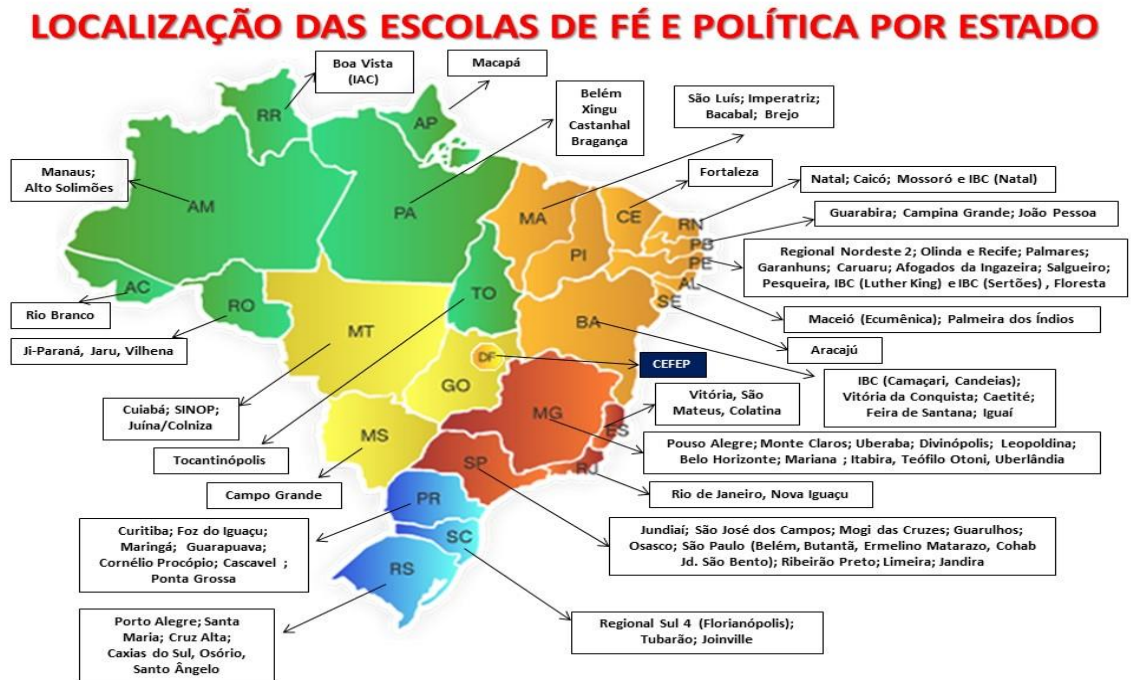 LOCALIZAÇÃO DAS ESCOLAS DE FÉ E POLÍTICA POR ESTADO
Boa Vista
(IAC)
Macapá
Belém
Xingu
Castanhal
Bragança
São Luís; Imperatriz;
Bacabal; Brejo
Manaus;
Alto Solimões
Fortaleza
Natal; Caicó; Mossoró e IBC (Natal)
Guarabira; Campina Grande; João Pessoa
Regional Nordeste 2; Olinda e Recife; Palmares;
Garanhuns; Caruaru; Afogados da Ingazeira; Salgueiro;
Pesqueira, IBC (Luther King) e IBC (Sertões) , Floresta
Maceió (Ecumênica); Palmeira dos Índios
Aracajú
Rio Branco
Ji-Paraná, Jaru, Vilhena
CEFEP
IBC (Camaçari, Candeias);
Vitória da Conquista; Caetité;
Feira de Santana; Iguaí
Vitória, São
Mateus, Colatina
Cuiabá; SINOP;
Juína/Colniza
Tocantinópolis
Pouso Alegre; Monte Claros; Uberaba; Divinópolis; Leopoldina;
Belo Horizonte; Mariana ; Itabira, Teófilo Otoni, Uberlândia
Campo Grande
Rio de Janeiro, Nova Iguaçu
Curitiba; Foz do Iguaçu;
Maringá; Guarapuava;
Cornélio Procópio; Cascavel ;
Ponta Grossa
Jundiaí; São José dos Campos; Mogi das Cruzes; Guarulhos;
Osasco; São Paulo (Belém, Butantã, Ermelino Matarazo, Cohab
Jd. São Bento); Ribeirão Preto; Limeira; Jandira
Porto Alegre; Santa
Maria; Cruz Alta;
Caxias do Sul, Osório,
Santo Ângelo
Regional Sul 4 (Florianópolis);
Tubarão; Joinville
RR
AP
AM
PA
MA
CE
RN
PB
PE
AL
SE
PI
AC
RO
TO
BA
MT
DF
GO
MG
ES
MS
SP
RJ
PR
SC
RS